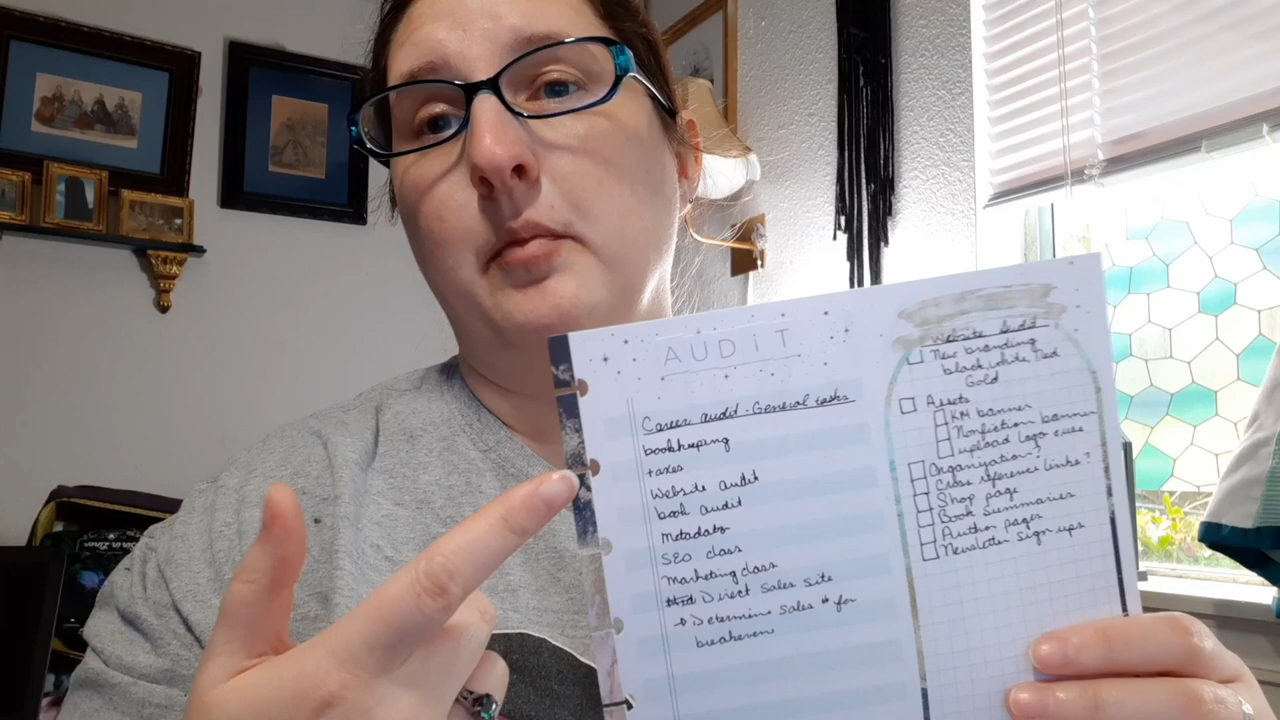 AUDiT
Career audit - General tasks
bookkeeping
taxes
Website audit
book audit
Metadata
SEO class
Marketing class
Direct Sales site
→ Determine sales # for
breakeven
Website Audit
New branding
black, white, Red
Gold
Assets
KM banner
Nonfiction banner
upload logo
Organization?
Cross reference links?
Shop page
Book Summaries
Author pages
Newsletter sign ups